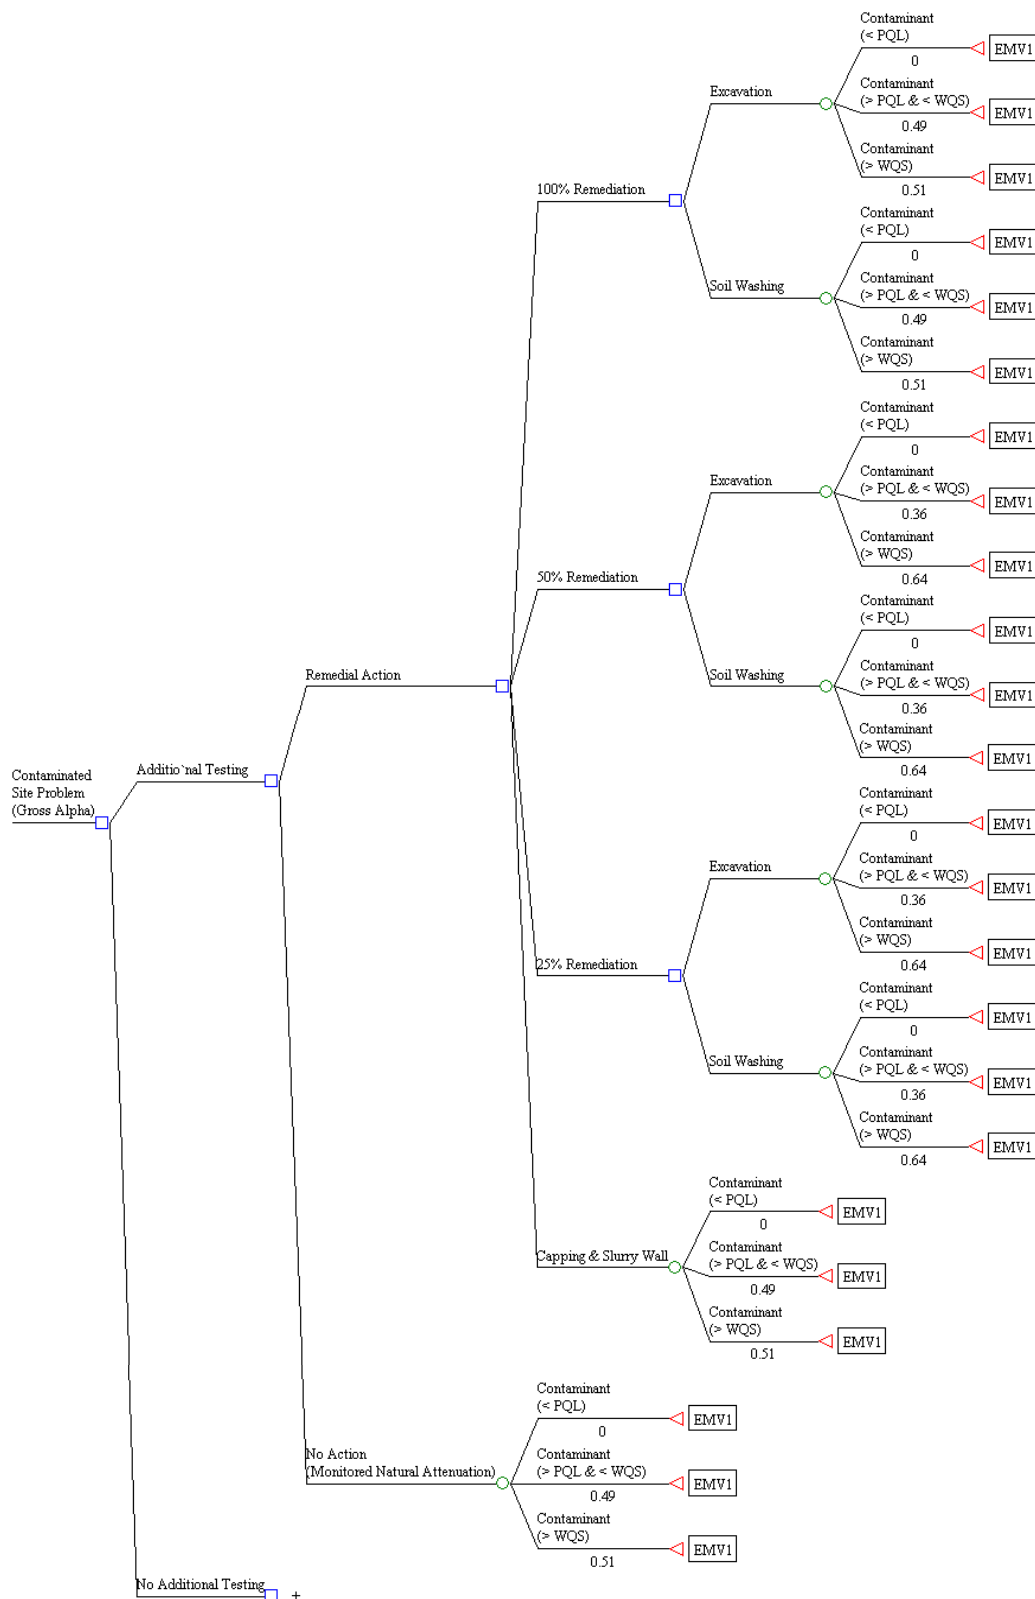 Contaminant
(< PQL)
0
EMV1
Contaminant
(> PQL & < WQS)
0.49
EMV1
Excavation
Contaminant
(> WQS)
0.51
EMV1
100% Remediation
Contaminant
(< PQL)
0
EMV1
Soil Washing
Contaminant
(> PQL & < WQS)
0.49
EMV1
Contaminant
(> WQS)
0.51
EMV1
Contaminant
(< PQL)
0
EMV1
Excavation
Contaminant
(> PQL & < WQS)
0.36
EMV1
Contaminant
(> WQS)
0.64
EMV1
50% Remediation
Contaminant
(< PQL)
0
EMV1
Soil Washing
Contaminant
(> PQL & < WQS)
0.36
EMV1
Contaminant
(> WQS)
0.64
EMV1
Remedial Action
Additio`nal Testing
Contaminated
Site Problem
(Gross Alpha)
Contaminant
(< PQL)
0
EMV1
Excavation
Contaminant
(> PQL & < WQS)
0.36
EMV1
Contaminant
(> WQS)
0.64
EMV1
25% Remediation
Contaminant
(< PQL)
0
EMV1
Soil Washing
Contaminant
(> PQL & < WQS)
0.36
EMV1
Contaminant
(> WQS)
0.64
EMV1
Contaminant
(< PQL)
0
EMV1
Capping & Slurry Wall
Contaminant
(> PQL & < WQS)
0.49
EMV1
Contaminant
(> WQS)
0.51
EMV1
Contaminant
(< PQL)
0
EMV1
No Action
(Monitored Natural Attenuation)
Contaminant
(> PQL & < WQS)
0.49
EMV1
Contaminant
(> WQS)
0.51
EMV1
No Additional Testing
+